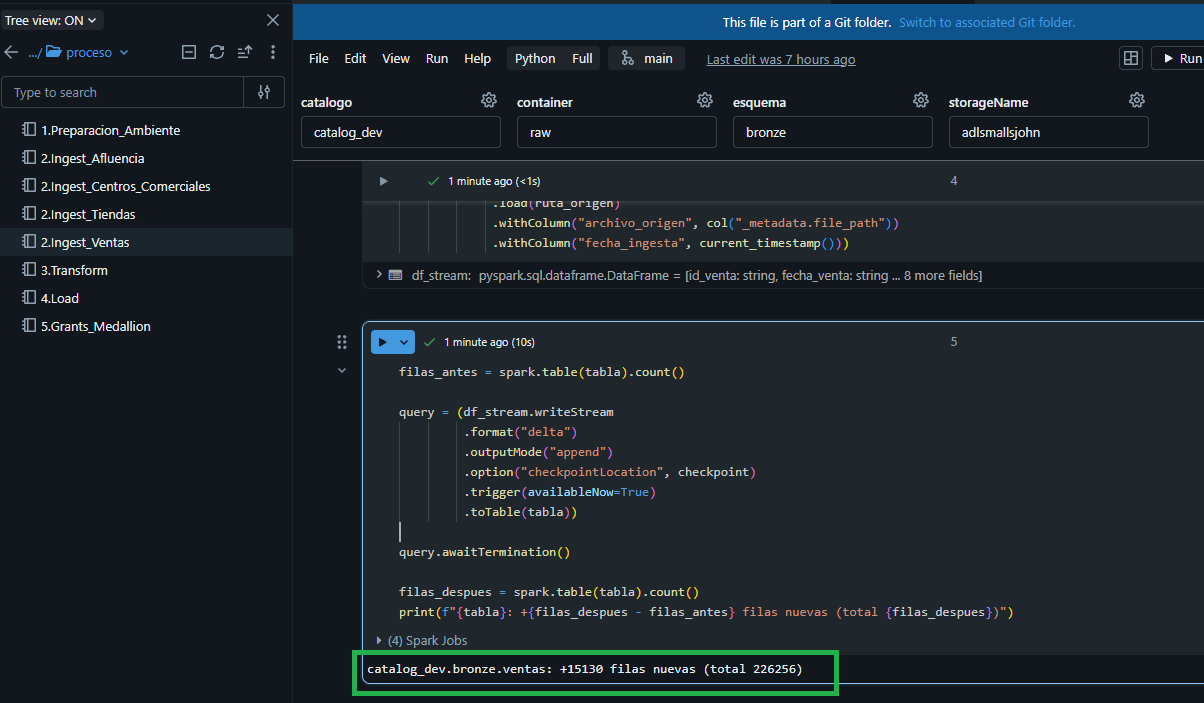 Tree view: ON
.../ proceso
Type to search
1.Preparacion_Ambiente
2.Ingest_Afluencia
2.Ingest_Centros_Comerciales
2.Ingest_Tiendas
2.Ingest_Ventas
3.Transform
4.Load
5.Grants_Medallion
This file is part of a Git folder. Switch to associated Git folder.
File Edit View Run Help Python Full main Last edit was 7 hours ago Run
catalogo container esquema storageName
catalog_dev raw bronze adlsmallsjohn
1 minute ago (<1s) 4
.load(ruta_origen)
.withColumn("archivo_origen", col("_metadata.file_path"))
.withColumn("fecha_ingesta", current_timestamp()))
df_stream: pyspark.sql.dataframe.DataFrame = [id_venta: string, fecha_venta: string ... 8 more fields]
1 minute ago (10s) 5
filas_antes = spark.table(tabla).count()
query = (df_stream.writeStream
.format("delta")
.outputMode("append")
.option("checkpointLocation", checkpoint)
.trigger(availableNow=True)
.toTable(tabla))
query.awaitTermination()
filas_despues = spark.table(tabla).count()
print(f"{tabla}: +{filas_despues - filas_antes} filas nuevas (total {filas_despues})")
(4) Spark Jobs
catalog_dev.bronze.ventas: +15130 filas nuevas (total 226256)